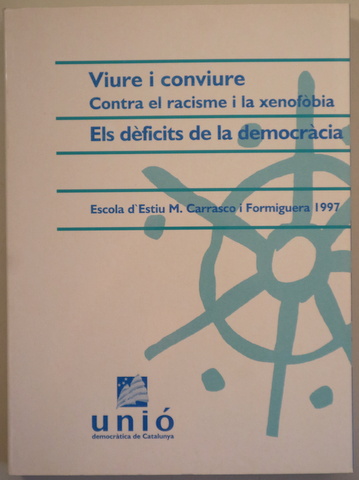 Viure i conviure
Contra el racisme i la xenofòbia
Els dèficits de la democràcia
Escola d`Estiu M. Carrasco i Formiguera 1997
unió
democràtica de Catalunya